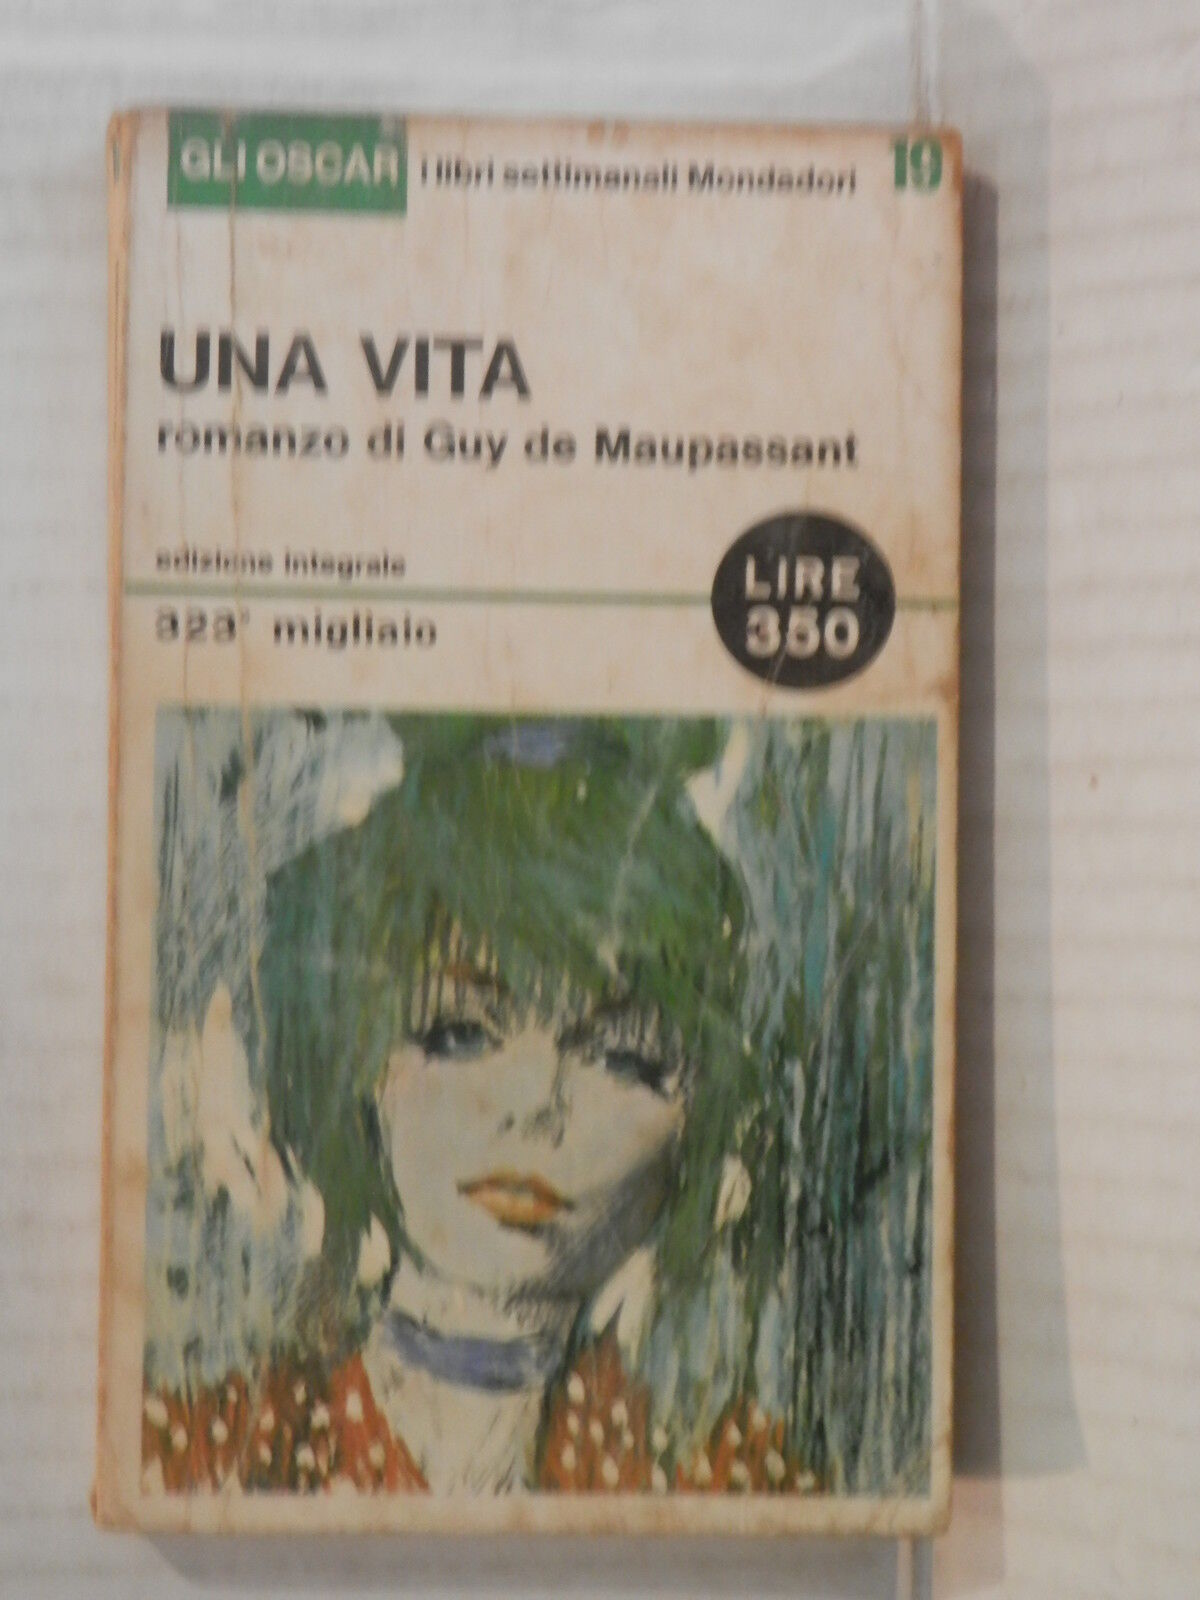 GLI OSCAR i libri settimanali Mondadori 19
UNA VITA
romanzo di Guy de Maupassant
edizione integrale
323° migliaio
LIRE
350